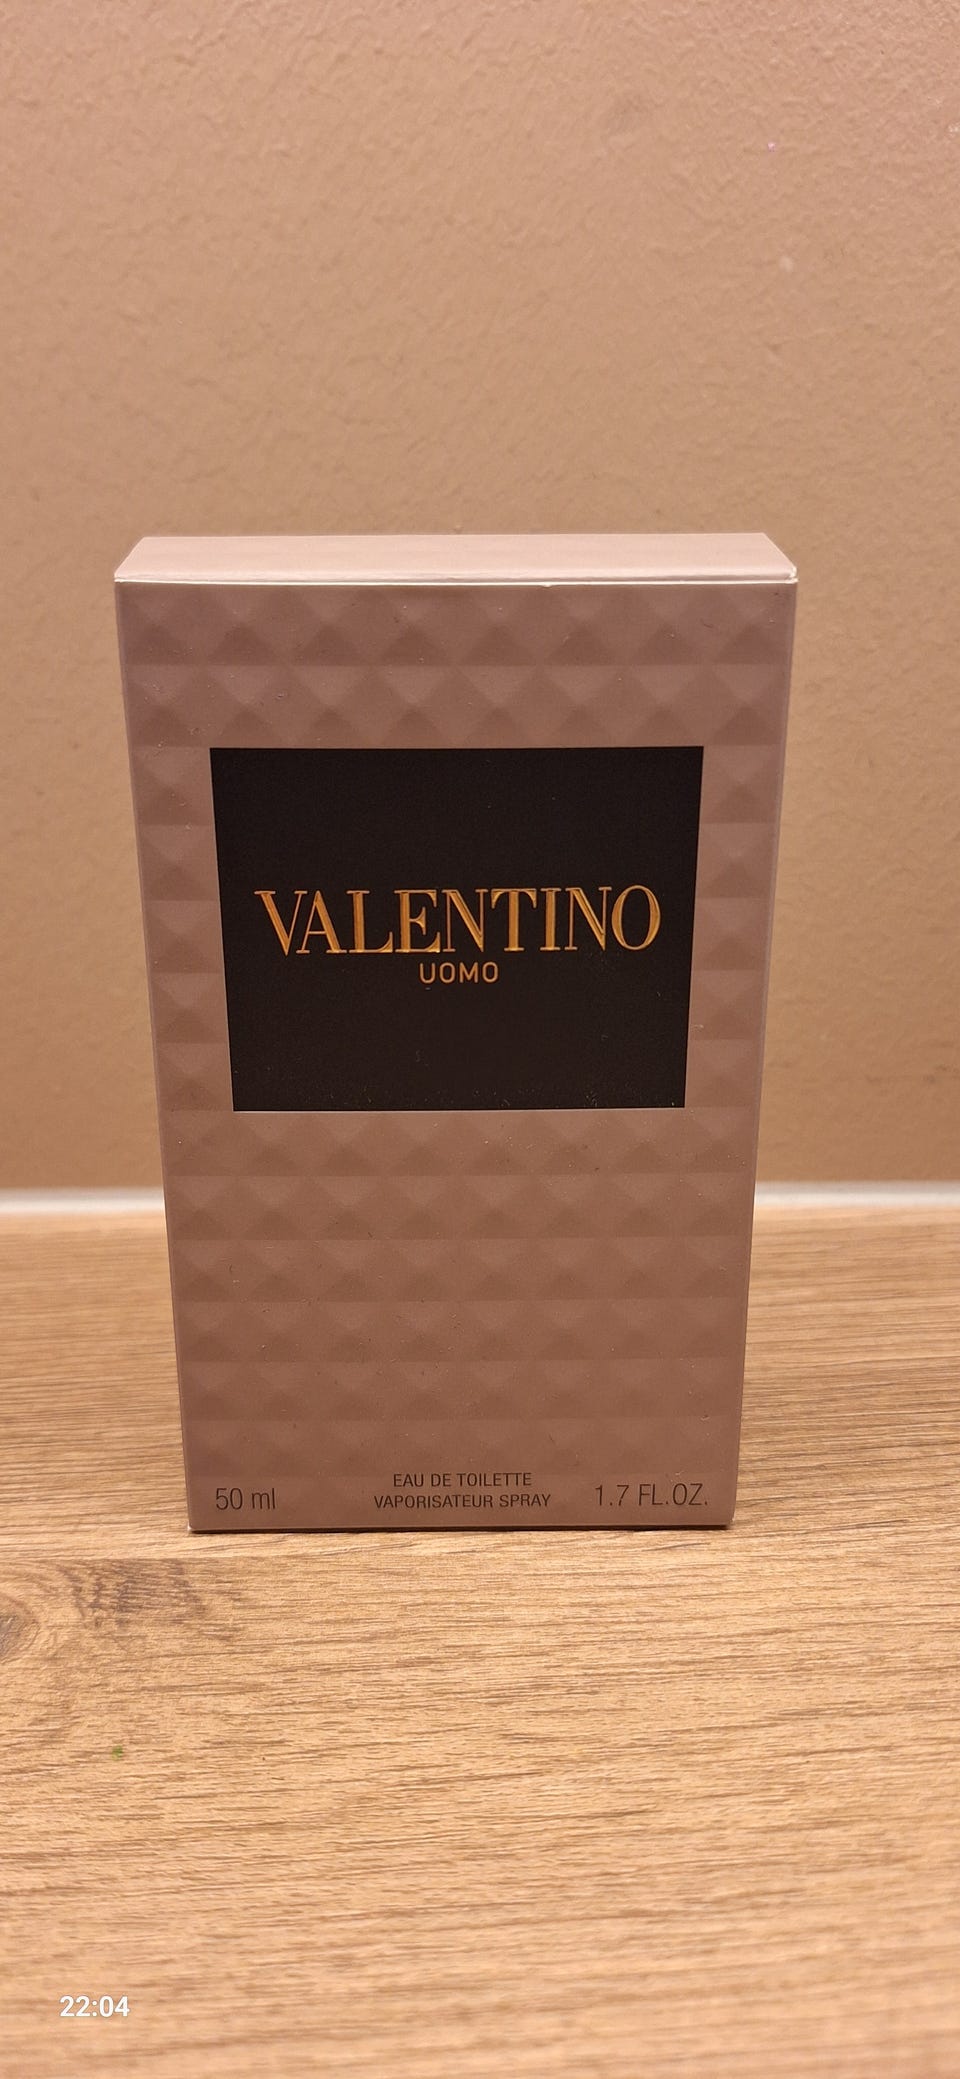 VALENTINO
UOMO
EAU DE TOILETTE
50 ml VAPORISATEUR SPRAY 1.7 FL.OZ.
22:04